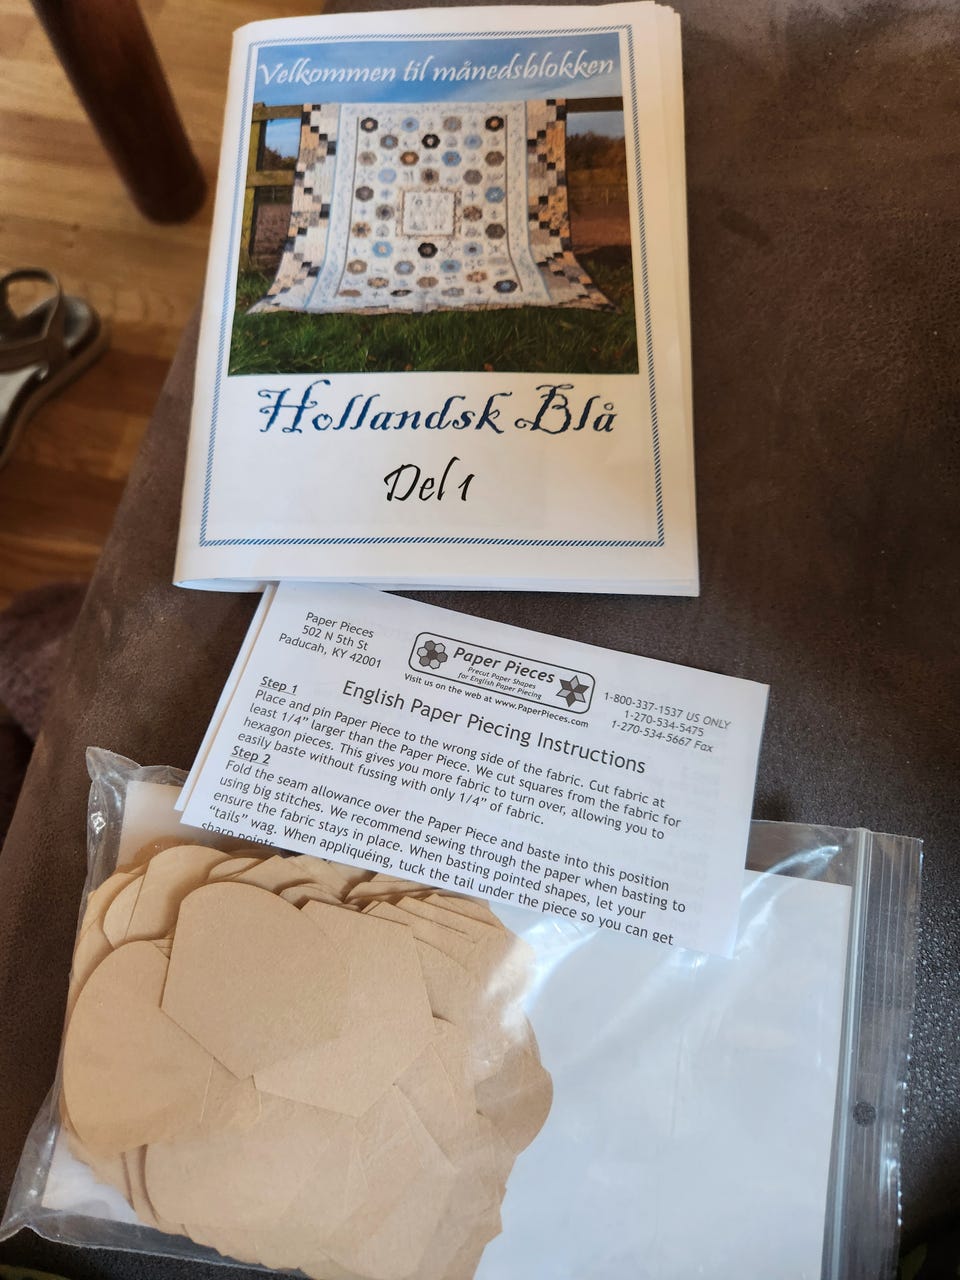 Velkommen til månedsblokken
Hollandsk Blå
Del 1
Paper Pieces
502 N 5th St
Paducah, KY 42001
Paper Pieces
Precut Paper Shapes
for English Paper Piecing
Visit us on the web at www.PaperPieces.com
1-800-337-1537 US ONLY
1-270-534-5475
1-270-534-5667 Fax
English Paper Piecing Instructions
Step 1
Place and pin Paper Piece to the wrong side of the fabric. Cut fabric at
least 1/4” larger than the Paper Piece. We cut squares from the fabric for
hexagon pieces. This gives you more fabric to turn over, allowing you to
easily baste without fussing with only 1/4” of fabric.
Step 2
Fold the seam allowance over the Paper Piece and baste into this position
using big stitches. We recommend sewing through the paper when basting to
ensure the fabric stays in place. When basting pointed shapes, let your
“tails” wag. When appliquéing, tuck the tail under the piece so you can get
sharp points.